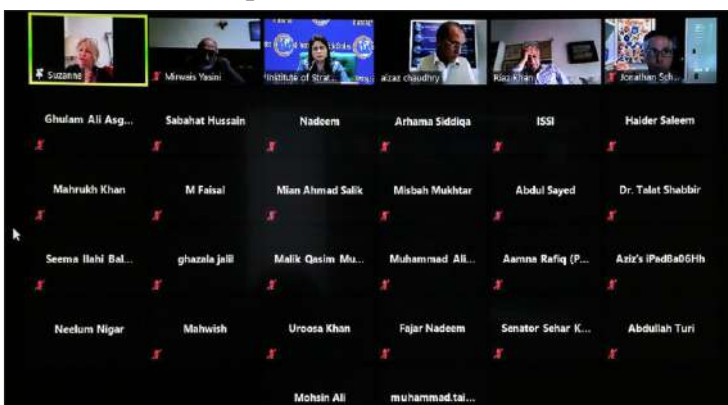 Suzanne
Mirwais Yasini
Institute of Strat...
aizaz chaudhry
Riaz Khan
Jonathan Sch...
Ghulam Ali Asg...
Sabahat Hussain
Nadeem
Arhama Siddiqa
ISSI
Haider Saleem
Mahrukh Khan
M Faisal
Mian Ahmad Salik
Misbah Mukhtar
Abdul Sayed
Dr. Talat Shabbir
Seema Ilahi Bal...
ghazala jalil
Malik Qasim Mu...
Muhammad Ali...
Aamna Rafiq (P...
Aziz's iPad8a06Hh
Neelum Nigar
Mahwish
Uroosa Khan
Fajar Nadeem
Senator Sehar K...
Abdullah Turi
Mohsin Ali
muhammad.tai...